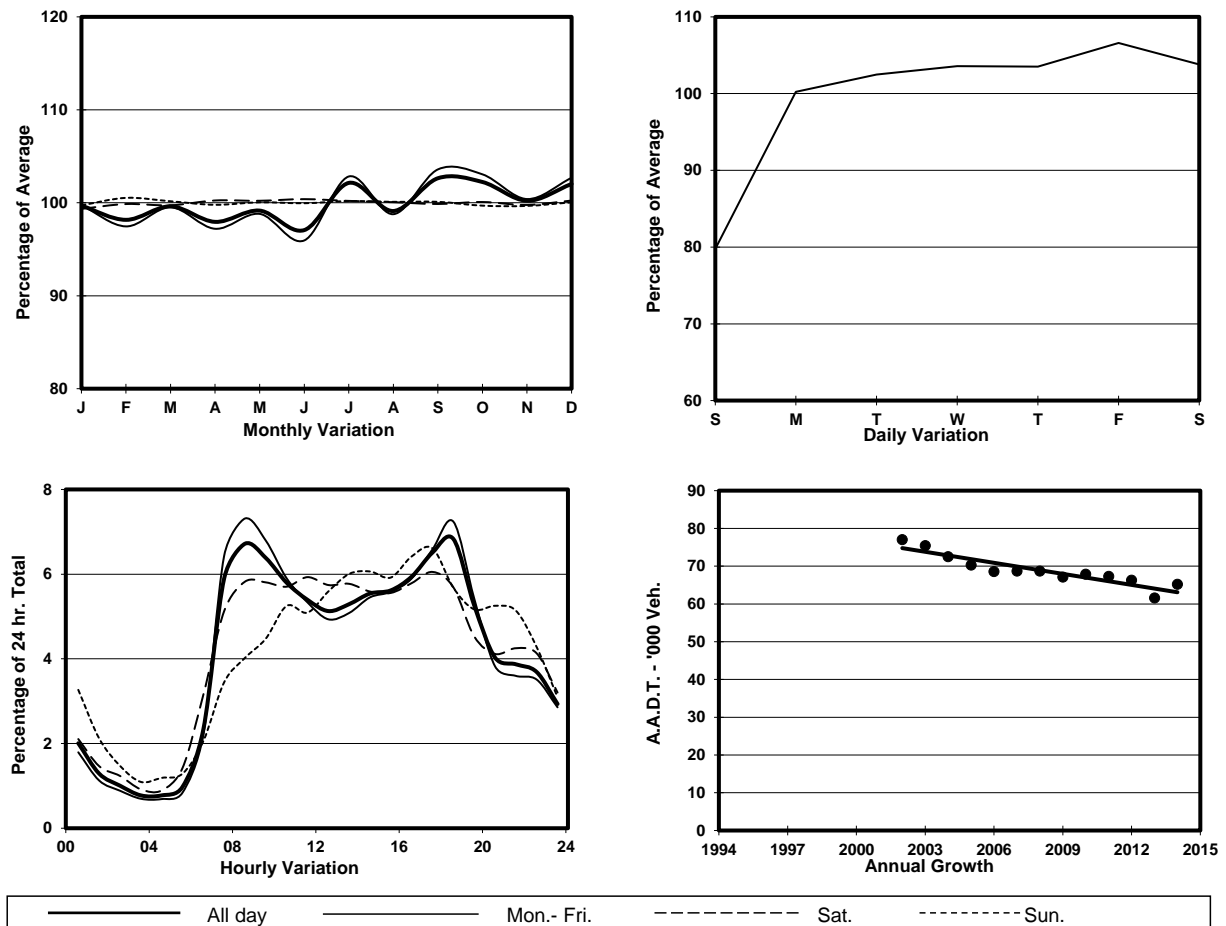 120
110
100
90
80
Percentage of Average
J F M A M J J A S O N D
Monthly Variation
110
100
90
80
70
60
Percentage of Average
S M T W T F S
Daily Variation
8
6
4
2
0
Percentage of 24 hr. Total
00 04 08 12 16 20 24
Hourly Variation
90
80
70
60
50
40
30
20
10
0
A.A.D.T. - '000 Veh.
1994 1997 2000 2003 2006 2009 2012 2015
Annual Growth
All day Mon.- Fri. Sat. Sun.